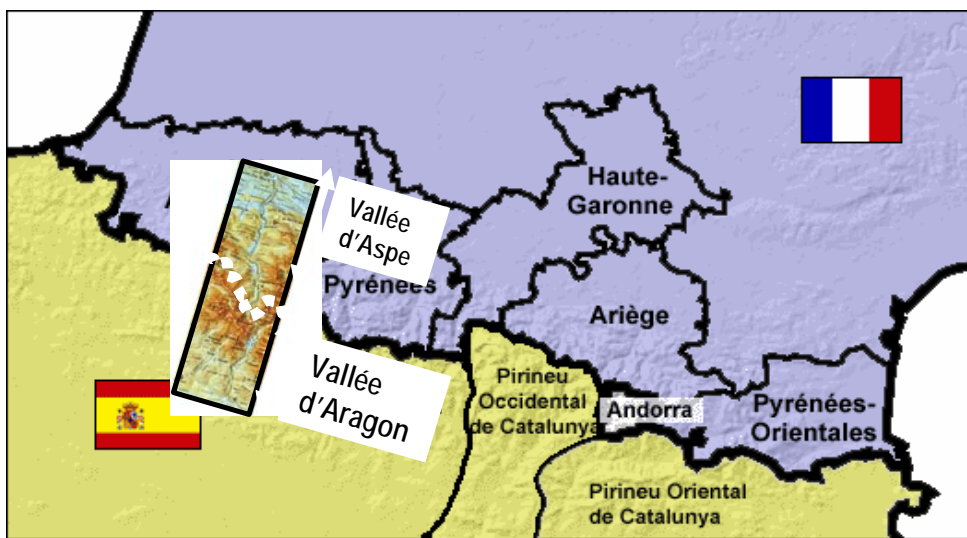 Haute-
Garonne
Vallée
d'Aspe
Pyrénées
Ariège
Vallée
d'Aragon
Pirineu
Occidental
de Catalunya
Andorra
Pyrénées-
Orientales
Pirineu Oriental
de Catalunya